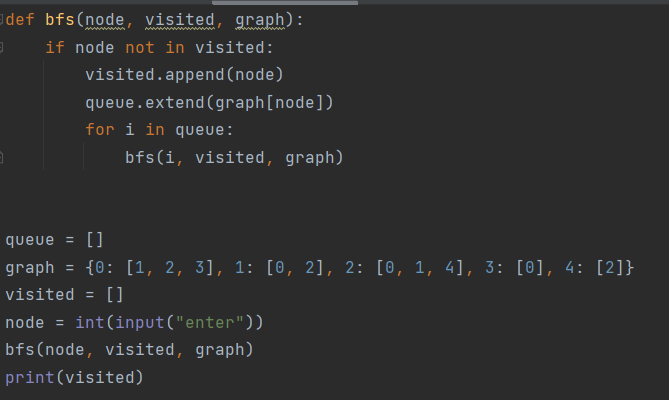 def bfs(node, visited, graph):
    if node not in visited:
        visited.append(node)
        queue.extend(graph[node])
        for i in queue:
            bfs(i, visited, graph)
queue = []
graph = {0: [1, 2, 3], 1: [0, 2], 2: [0, 1, 4], 3: [0], 4: [2]}
visited = []
node = int(input("enter"))
bfs(node, visited, graph)
print(visited)